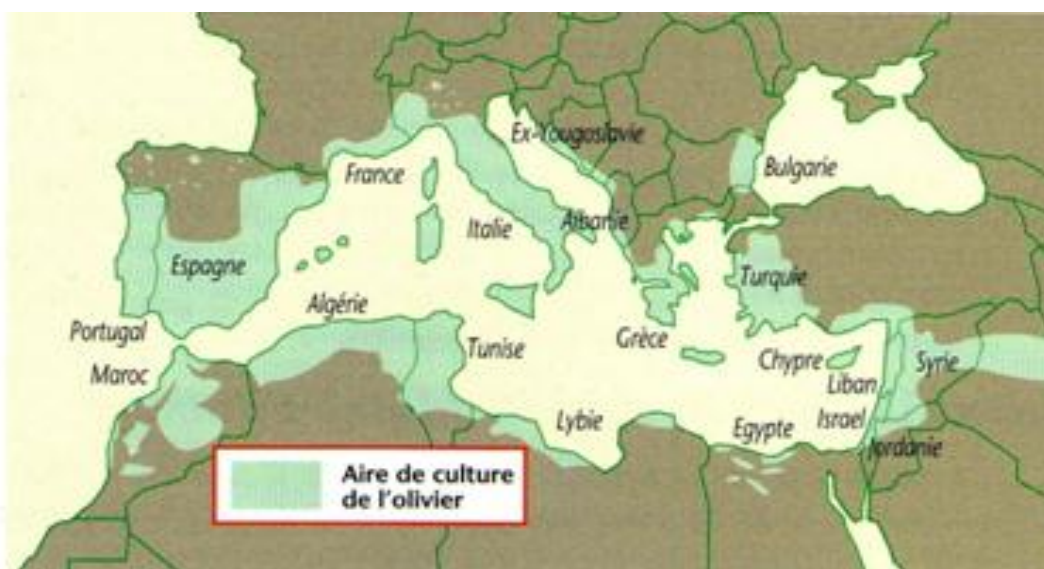 Ex-Yougoslavie
Bulgarie
France
Italie
Albanie
Espagne
Turquie
Algérie
Portugal
Tunise
Grèce
Chypre
Syrie
Maroc
Liban
Lybie
Egypte
Israel
Jordanie
Aire de culture
de l'olivier